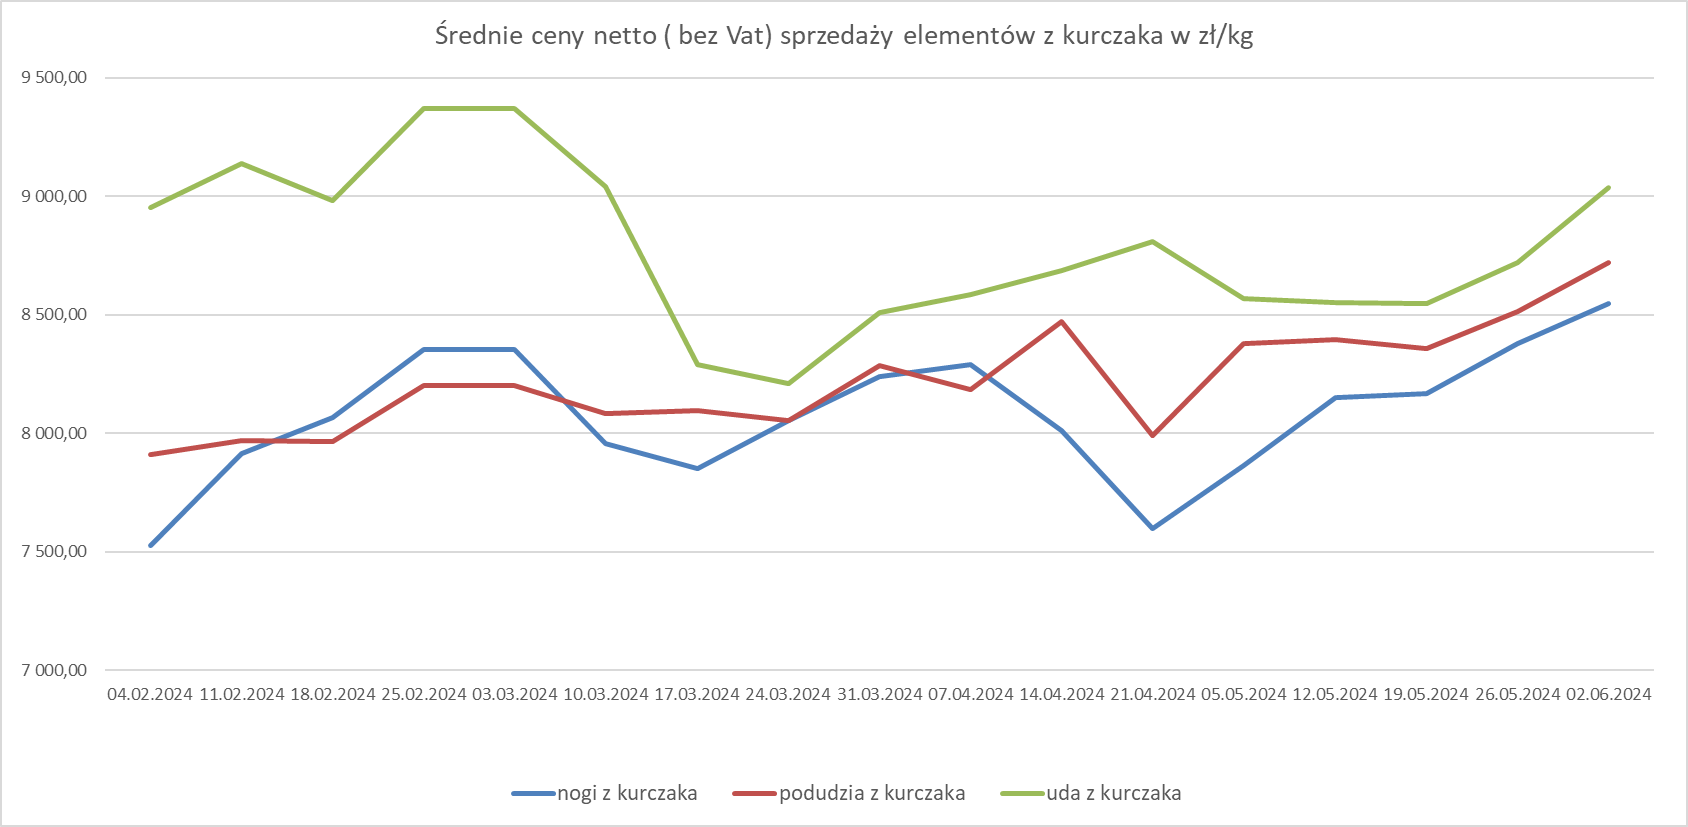 Średnie ceny netto ( bez Vat) sprzedaży elementów z kurczaka w zł/kg
9 500,00
9 000,00
8 500,00
8 000,00
7 500,00
7 000,00
04.02.2024 11.02.2024 18.02.2024 25.02.2024 03.03.2024 10.03.2024 17.03.2024 24.03.2024 31.03.2024 07.04.2024 14.04.2024 21.04.2024 05.05.2024 12.05.2024 19.05.2024 26.05.2024 02.06.2024
nogi z kurczaka podudzia z kurczaka uda z kurczaka